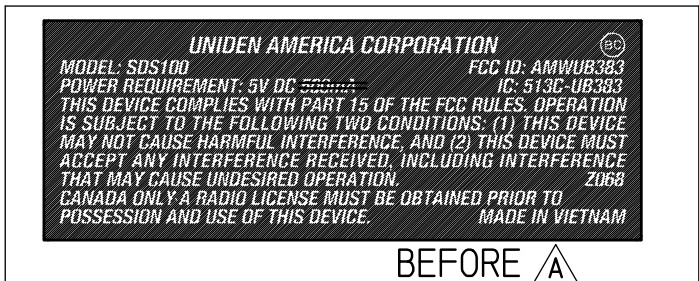 UNIDEN AMERICA CORPORATION BC
MODEL: SDS100 FCC ID: AMWUB383
POWER REQUIREMENT: 5V DC 500mA IC: 513C-UB383
THIS DEVICE COMPLIES WITH PART 15 OF THE FCC RULES. OPERATION
IS SUBJECT TO THE FOLLOWING TWO CONDITIONS: (1) THIS DEVICE
MAY NOT CAUSE HARMFUL INTERFERENCE, AND (2) THIS DEVICE MUST
ACCEPT ANY INTERFERENCE RECEIVED, INCLUDING INTERFERENCE
THAT MAY CAUSE UNDESIRED OPERATION. Z068
CANADA ONLY A RADIO LICENSE MUST BE OBTAINED PRIOR TO
POSSESSION AND USE OF THIS DEVICE. MADE IN VIETNAM
BEFORE A